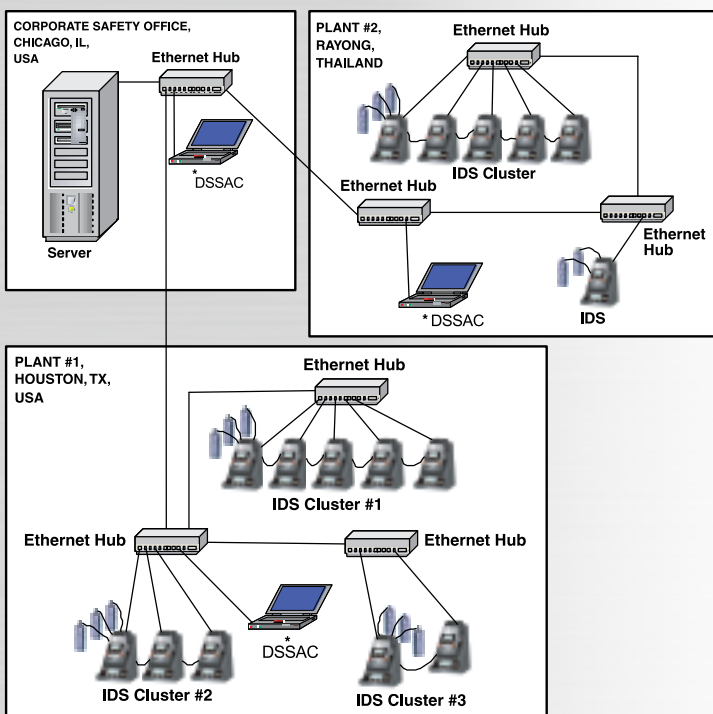 CORPORATE SAFETY OFFICE,
CHICAGO, IL,
USA
Ethernet Hub
*
DSSAC
Server
PLANT #2,
RAYONG,
THAILAND
Ethernet Hub
IDS Cluster
Ethernet Hub
Ethernet
Hub
* DSSAC
IDS
PLANT #1,
HOUSTON, TX,
USA
Ethernet Hub
IDS Cluster #1
Ethernet Hub
Ethernet Hub
*
DSSAC
IDS Cluster #2
IDS Cluster #3